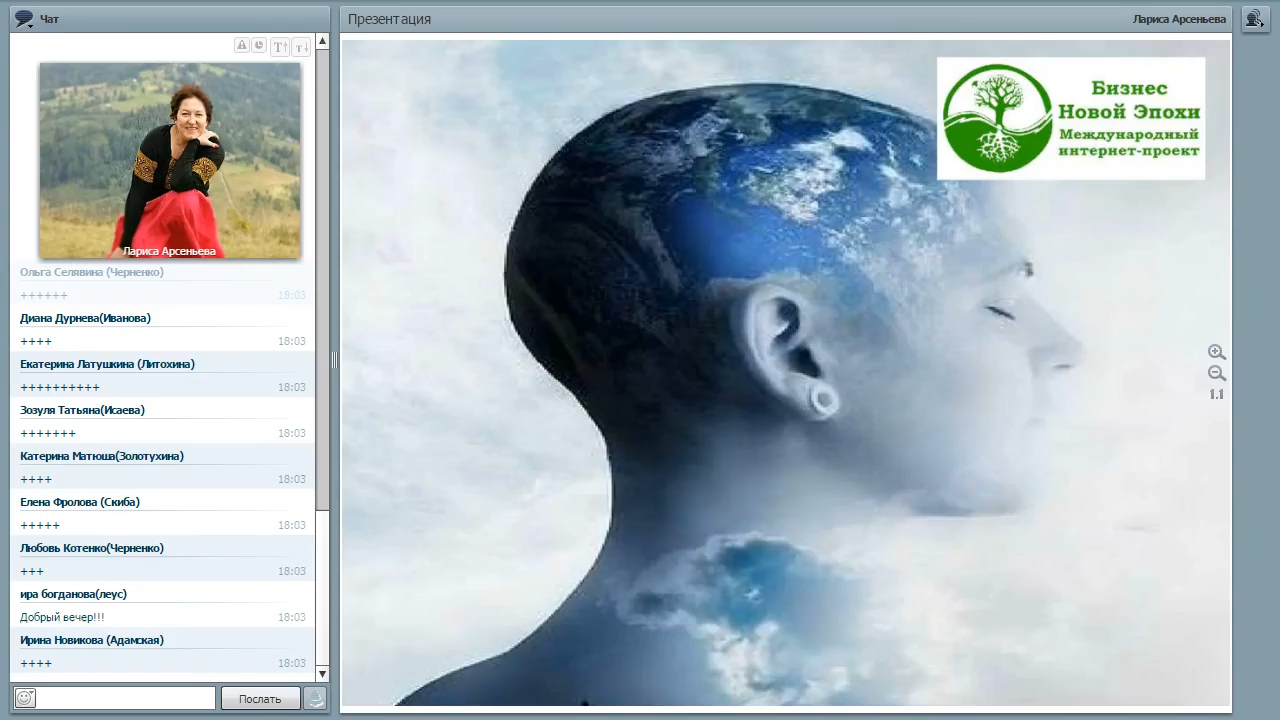 Чат
Лариса Арсеньева
Ольга Селявина (Черненко)
++++++ 18:03
Диана Дурнева(Иванова)
++++ 18:03
Екатерина Латушкина (Литохина)
++++++++++ 18:03
Зозуля Татьяна(Исаева)
+++++++ 18:03
Катерина Матюша(Золотухина)
++++ 18:03
Елена Фролова (Скиба)
+++++ 18:03
Любовь Котенко(Черненко)
+++ 18:03
ира богданова(леус)
Добрый вечер!!! 18:03
Ирина Новикова (Адамская)
++++ 18:03
Послать
Презентация
Лариса Арсеньева
Бизнес
Новой Эпохи
Международный
интернет-проект
1.1